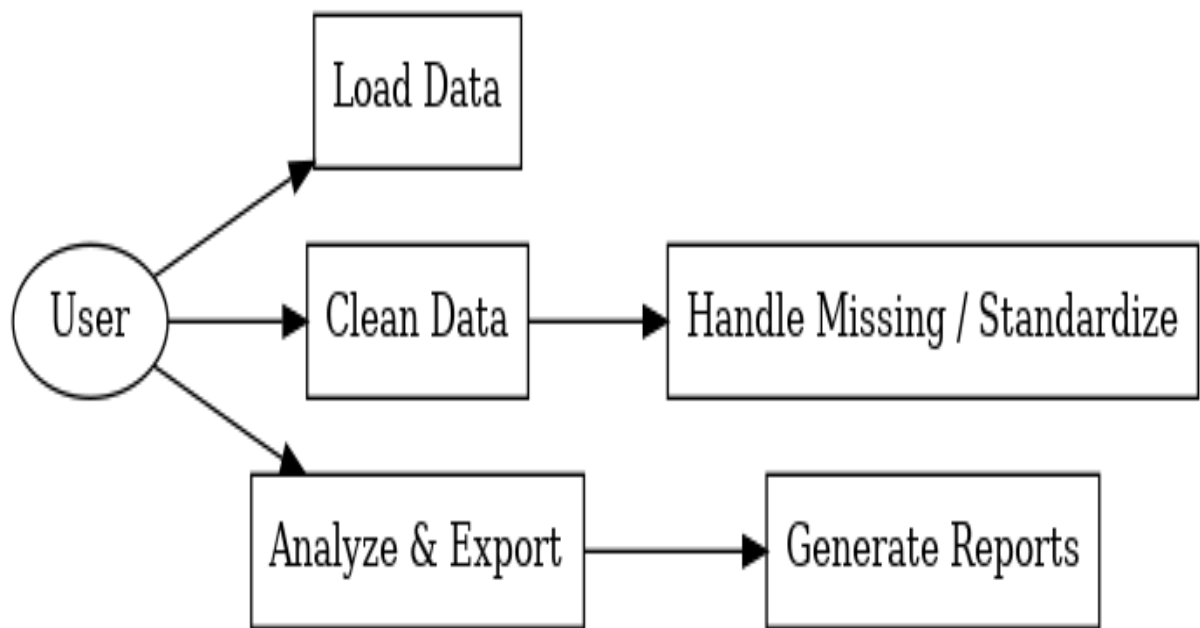 Load Data
User
Clean Data
Handle Missing / Standardize
Analyze & Export
Generate Reports